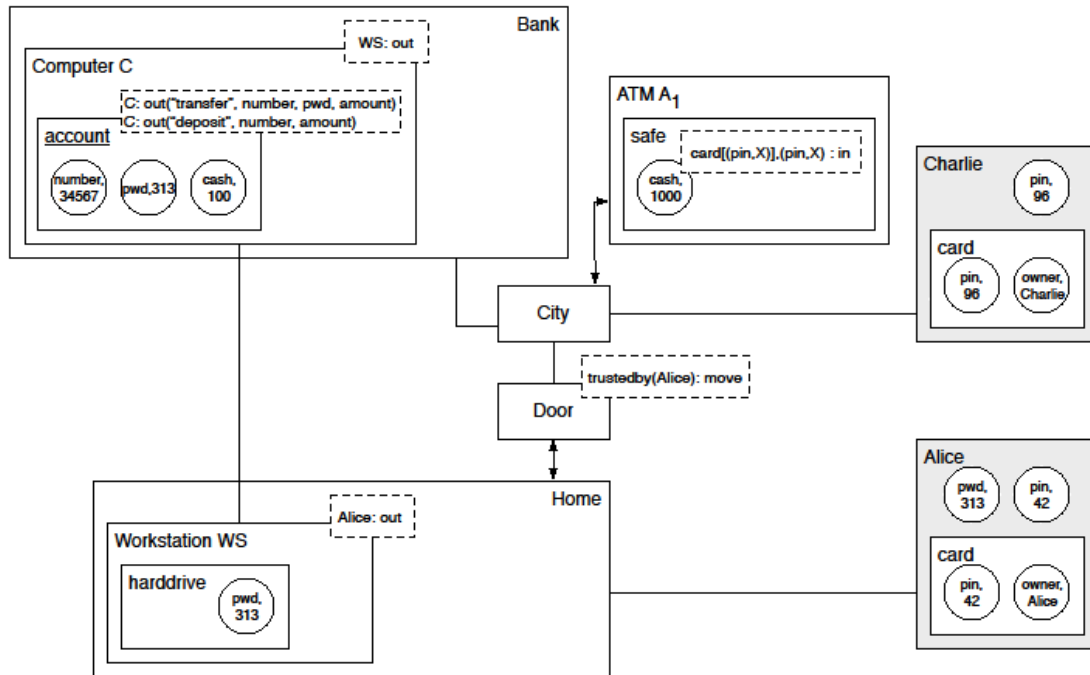 Bank
WS: out
Computer C
C: out("transfer", number, pwd, amount)
C: out("deposit", number, amount)
account
number,
34567
pwd,313
cash,
100
ATM A1
safe
card[(pin,X)],(pin,X) : in
cash,
1000
Charlie
pin,
96
card
pin,
96
owner,
Charlie
City
trustedby(Alice): move
Door
Home
Alice: out
Workstation WS
harddrive
pwd,
313
Alice
pwd,
313
pin,
42
card
pin,
42
owner,
Alice